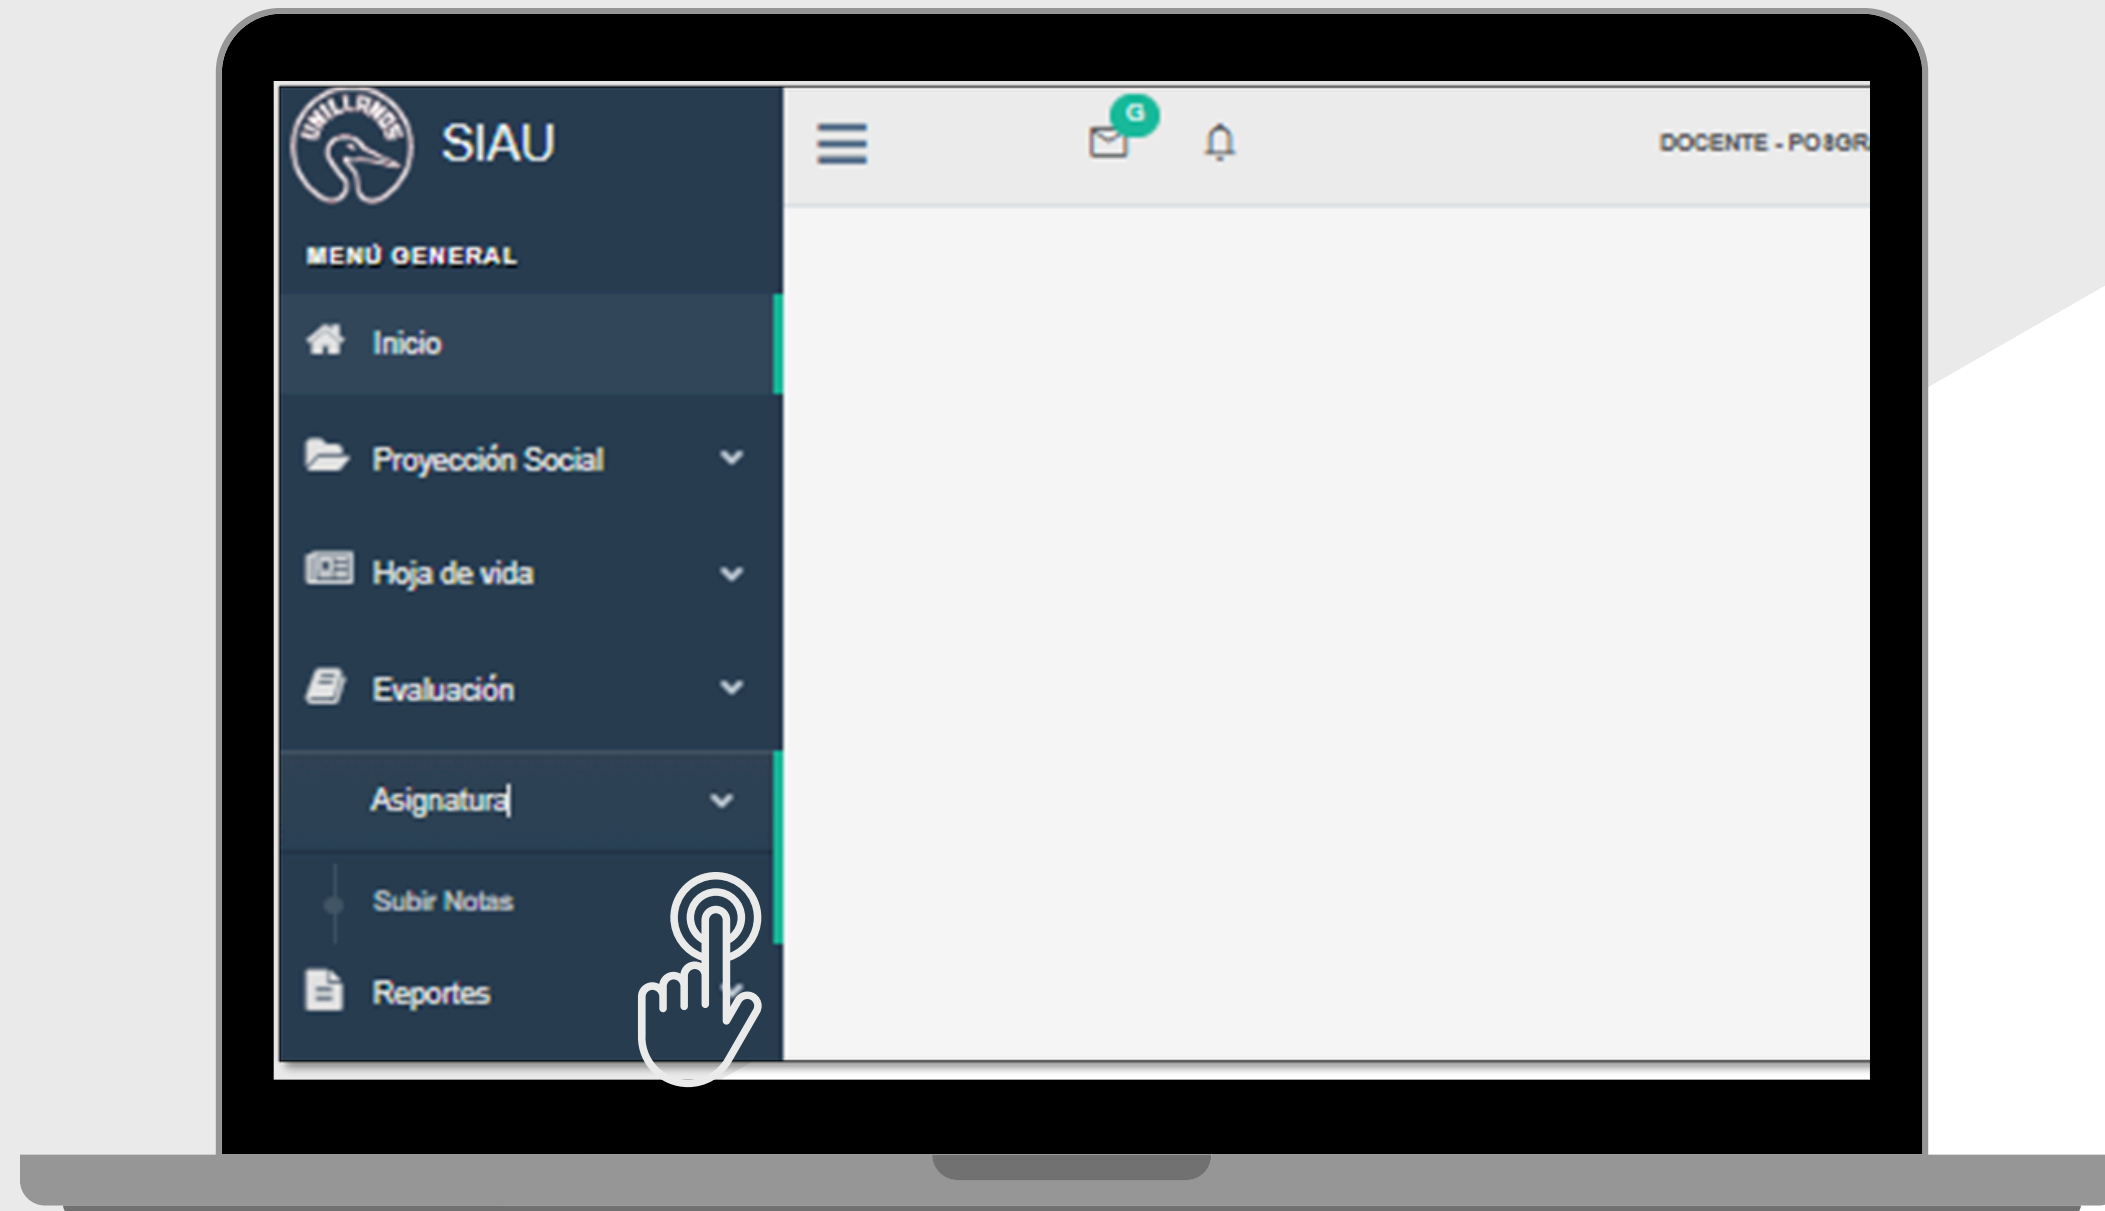 UNILLANOS
SIAU
G
DOCENTE - POSGR
MENÚ GENERAL
Inicio
Proyección Social
Hoja de vida
Evaluación
Asignatura
Subir Notas
Reportes